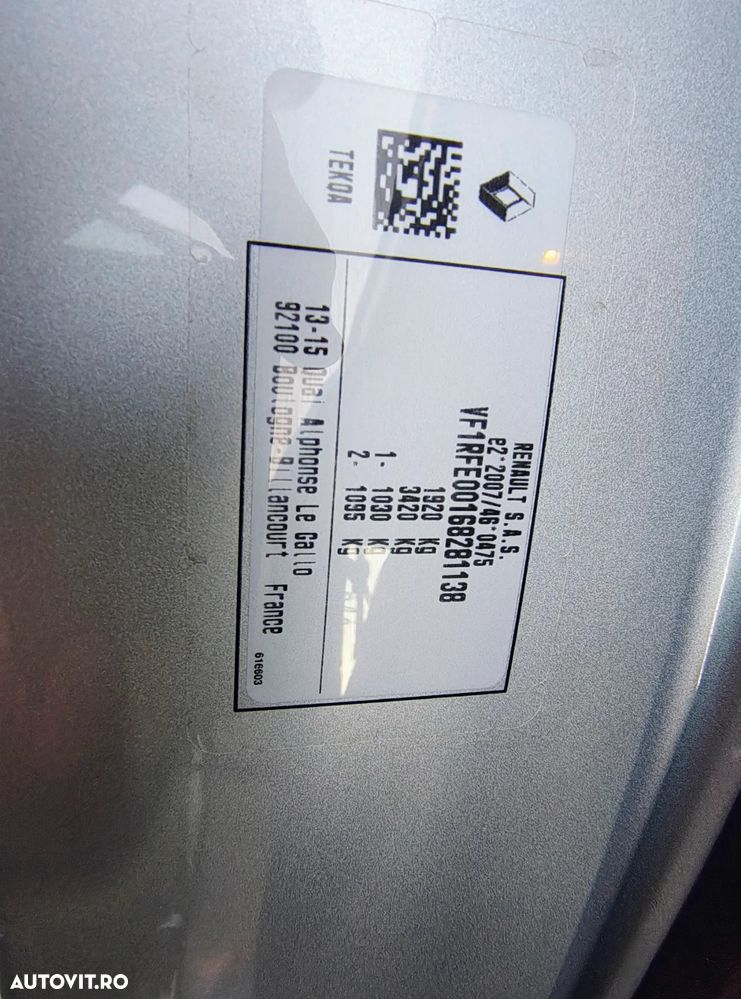 TEKQA
RENAULT S.A.S.
e2*2007/46*0475
VF1RFE00168281138
1920 Kg
3420 Kg
1- 1030 Kg
2- 1095 Kg
13-15 Quai Alphonse Le Gallo
92100 Boulogne-Billancourt France
616603
AUTOVIT.RO